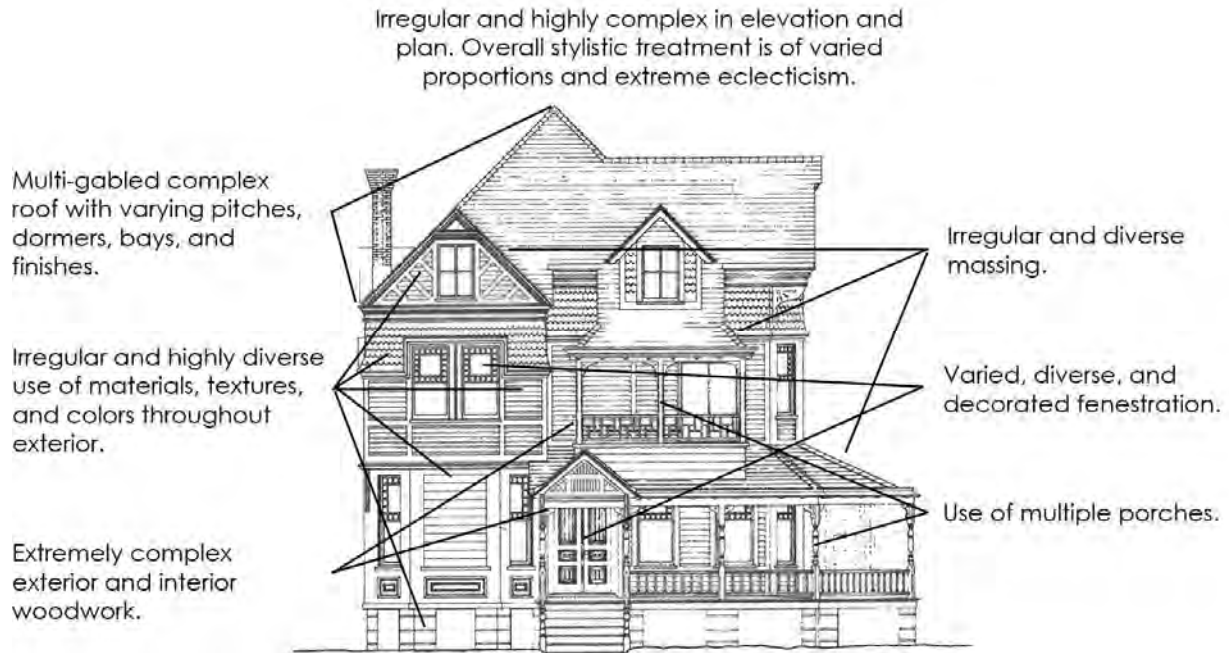 Irregular and highly complex in elevation and
plan. Overall stylistic treatment is of varied
proportions and extreme eclecticism.
Multi-gabled complex
roof with varying pitches,
dormers, bays, and
finishes.
Irregular and diverse
massing.
Irregular and highly diverse
use of materials, textures,
and colors throughout
exterior.
Varied, diverse, and
decorated fenestration.
Use of multiple porches.
Extremely complex
exterior and interior
woodwork.